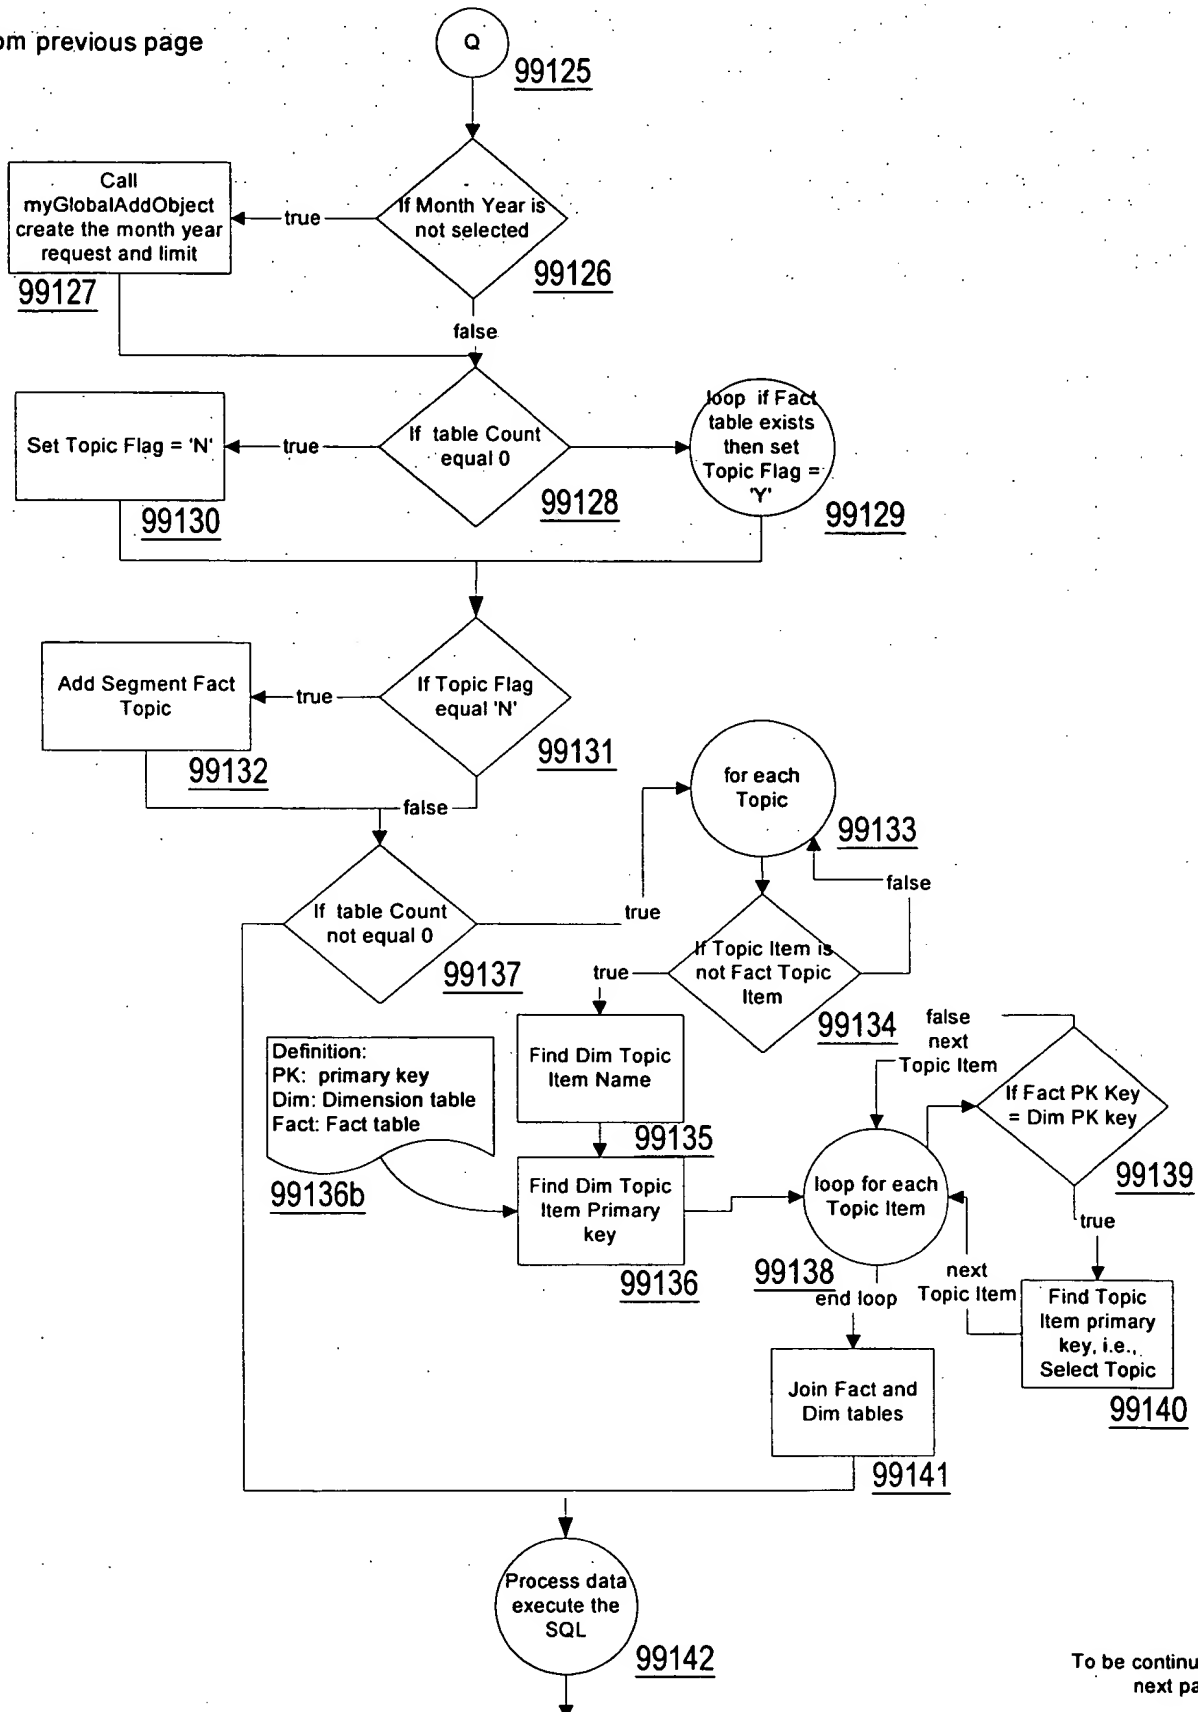 om previous page
Q
99125
If Month Year is
not selected
99126
true
Call
myGlobalAddObject
create the month year
request and limit
99127
false
If table Count
equal 0
99128
true
Set Topic Flag = 'N'
99130
loop if Fact
table exists
then set
Topic Flag =
'Y'
99129
If Topic Flag
equal 'N'
99131
true
Add Segment Fact
Topic
99132
false
If table Count
not equal 0
99137
true
for each
Topic
99133
false
If Topic Item is
not Fact Topic
Item
99134
true
Find Dim Topic
Item Name
99135
Definition:
PK: primary key
Dim: Dimension table
Fact: Fact table
99136b
Find Dim Topic
Item Primary
key
99136
loop for each
Topic Item
99138
false
next
Topic Item
If Fact PK Key
= Dim PK key
99139
true
Find Topic
Item primary
key, i.e.,
Select Topic
99140
next
Topic Item
end loop
Join Fact and
Dim tables
99141
Process data
execute the
SQL
99142
To be continu
next pa